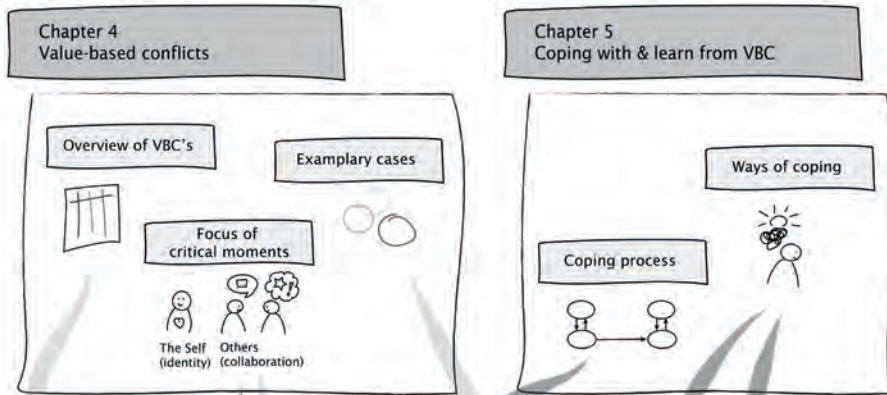 Chapter 4
Value-based conflicts
Overview of VBC's
Examplary cases
Focus of
critical moments
The Self
(identity)
Others
(collaboration)
Chapter 5
Coping with & learn from VBC
Ways of coping
Coping process